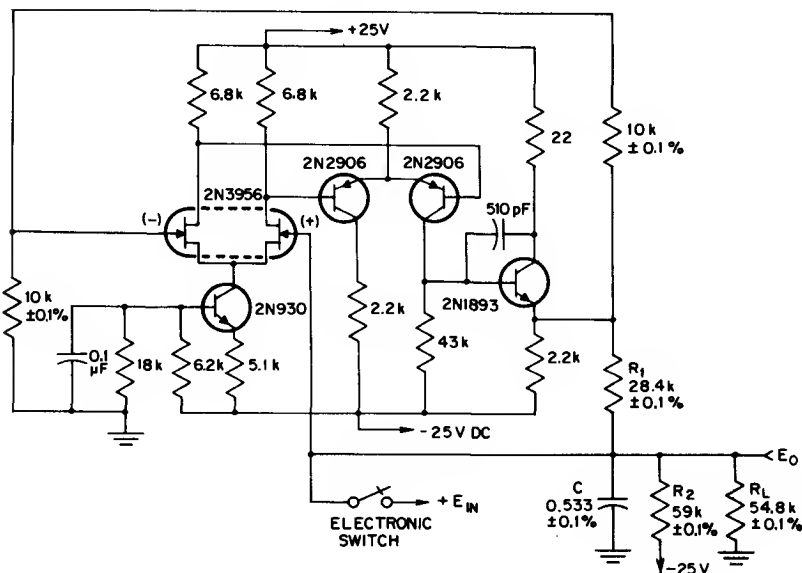 +25V
6.8k
6.8k
2.2k
22
10k
±0.1%
2N2906
2N2906
2N3956
(-)
(+)
510 pF
2N930
2N1893
10k
±0.1%
0.1
μF
18k
6.2k
5.1k
2.2k
43k
2.2k
R1
28.4k
±0.1%
-25V DC
E0
+ EIN
ELECTRONIC
SWITCH
C
0.533
±0.1%
R2
59k
±0.1%
RL
54.8k
±0.1%
-25V